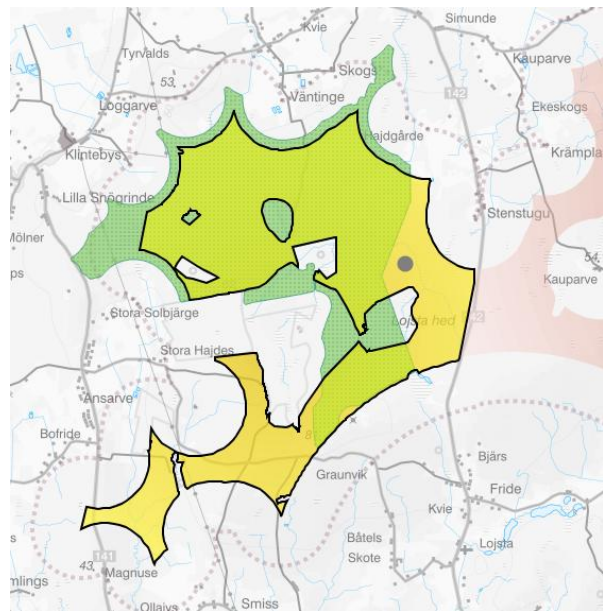 Simunde
Kvie
Kauparve
Tyrvalds
Skogs
53.
Väntinge
142
Loggarve
Ekeskogs
Hajdgårde
Klintebys
Krämpla
Lilla Snögrinde
Stenstugu
Mölner
54.
Kauparve
Stora Solbjärge
Lojsta hed
Stora Hajdes
Ansarve
Bofride
Bjärs
Graunvik
Fride
Kvie
Båtels
Lojsta
141
Skote
43.
Magnuse
mlings
Ollajvs
Smiss